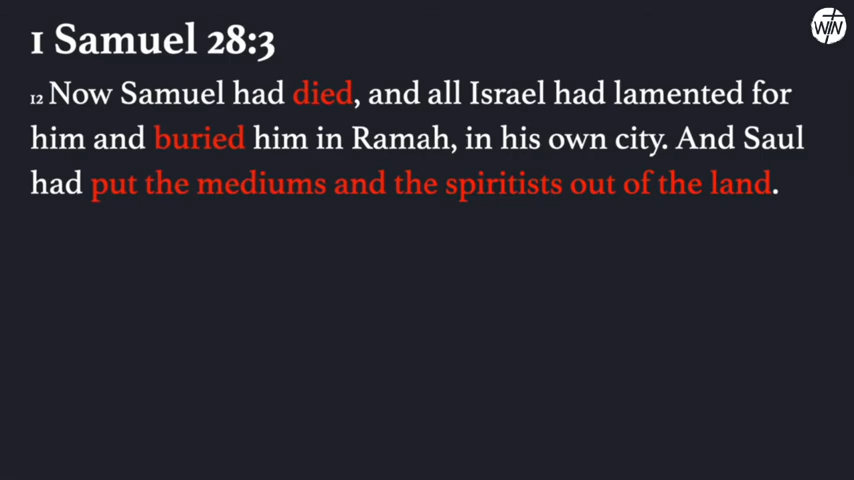 1 Samuel 28:3
WIN
12 Now Samuel had died, and all Israel had lamented for
him and buried him in Ramah, in his own city. And Saul
had put the mediums and the spiritists out of the land.